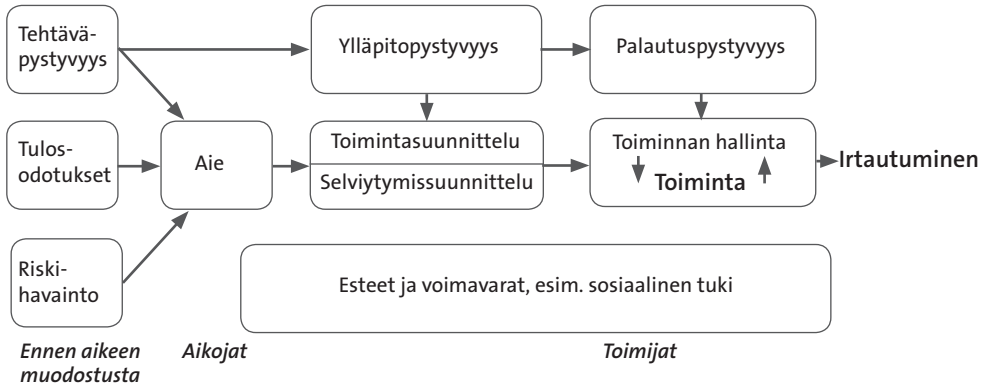 Tehtävä-
pystyvyys
Ylläpitopystyvyys
Palautuspystyvyys
Tulos-
odotukset
Aie
Toimintasuunnittelu
Selviytymissuunnittelu
Toiminnan hallinta
Toiminta
Irtautuminen
Riski-
havainto
Esteet ja voimavarat, esim. sosiaalinen tuki
Ennen aikeen
muodostusta
Aikojat
Toimijat